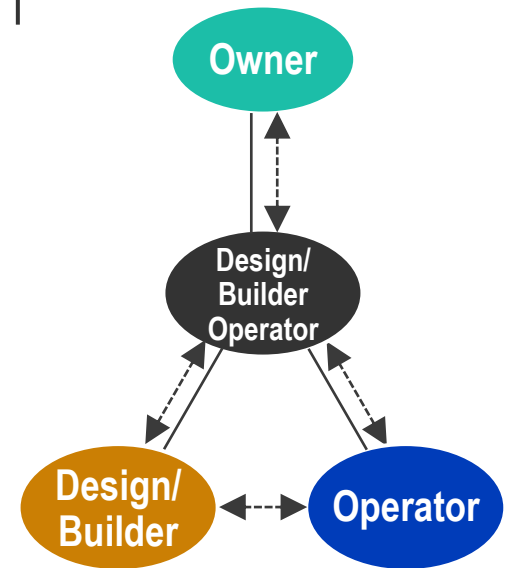 Owner
Design/
Builder
Operator
Design/
Builder
Operator